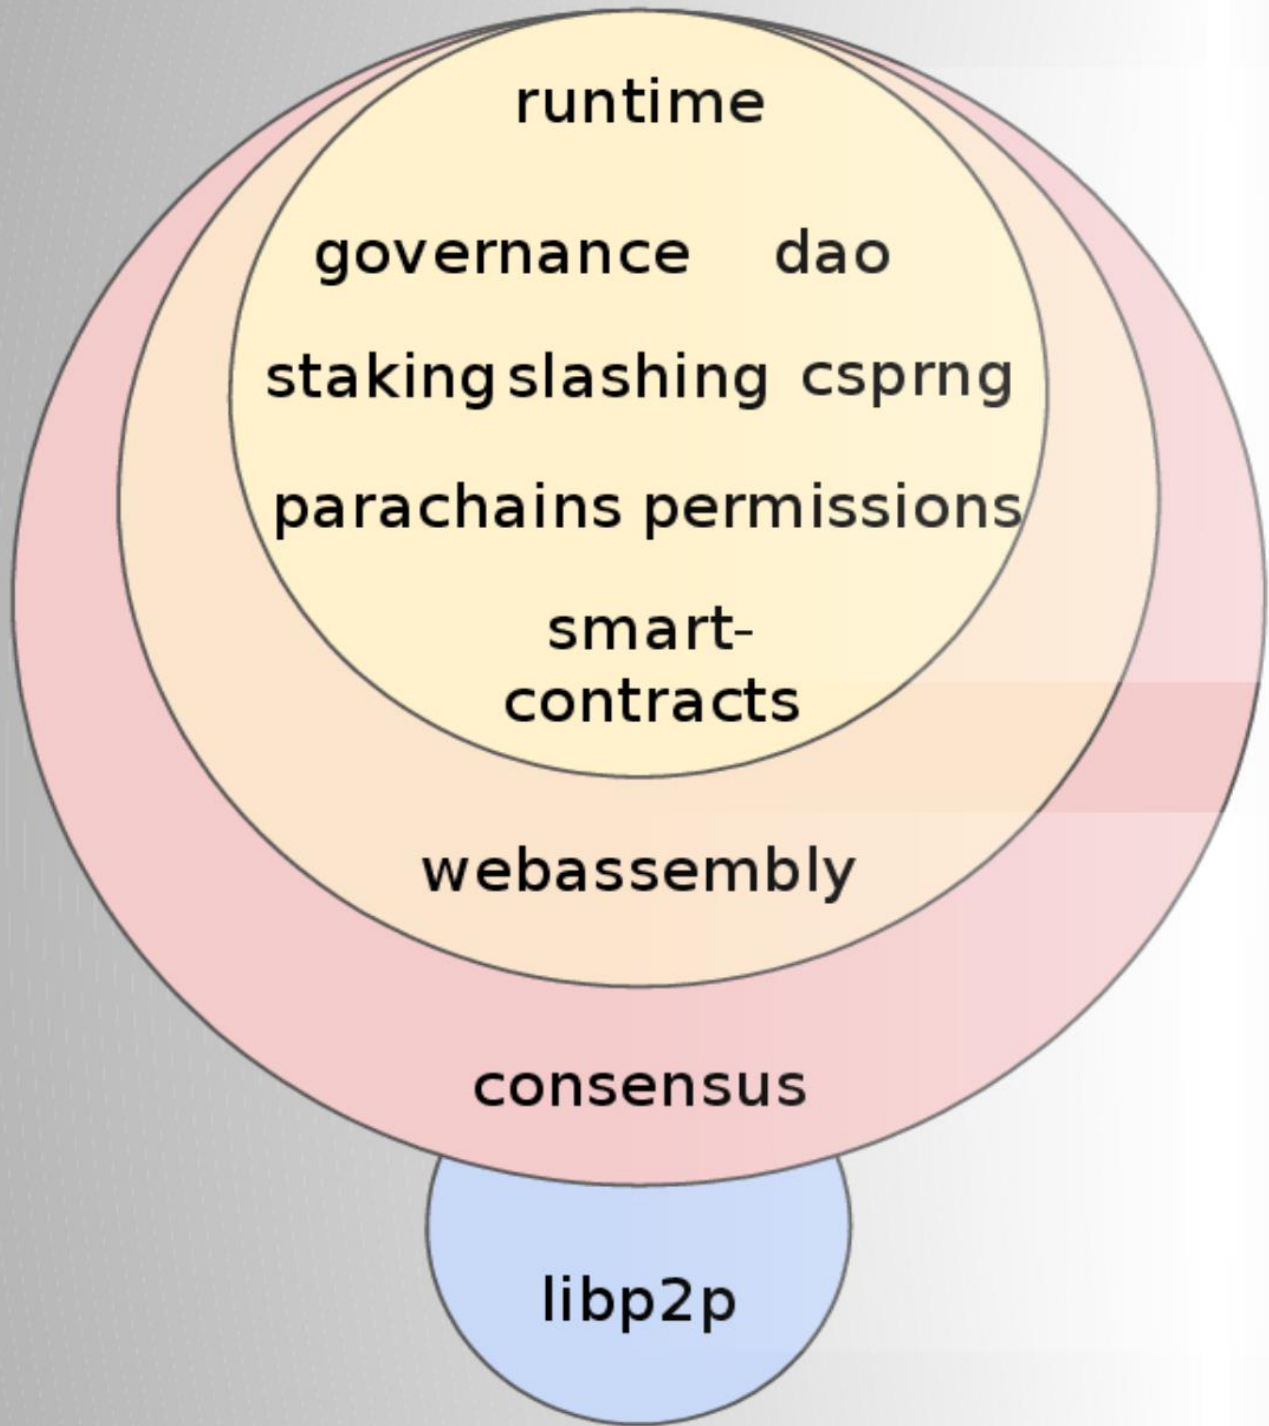 runtime
governance dao
staking slashing csprng
parachains permissions
smart-
contracts
webassembly
consensus
libp2p